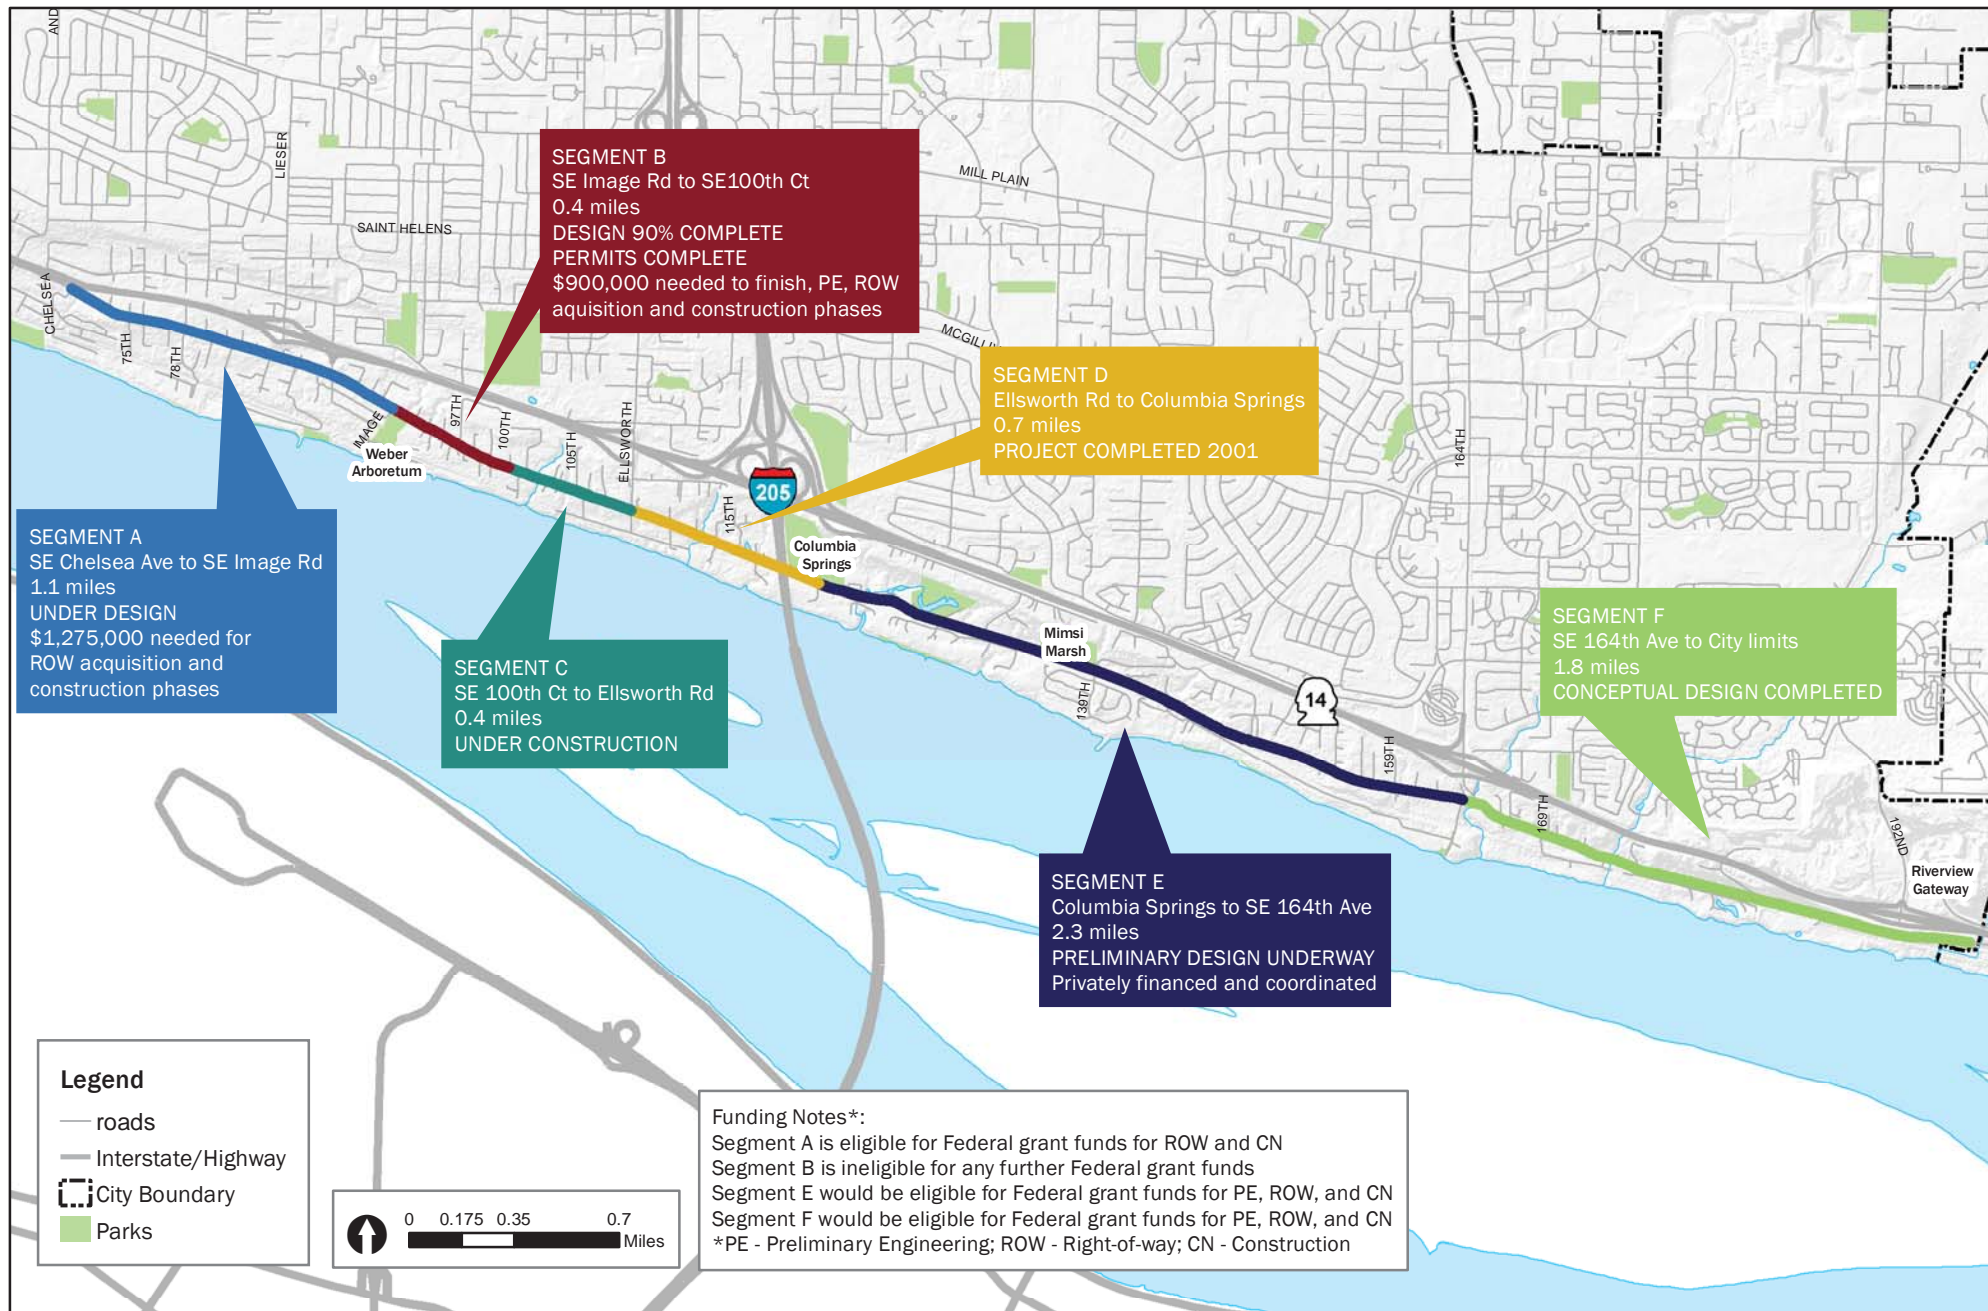 AND
LIESER
SAINT HELENS
MILL PLAIN
CHELSEA
75TH
78TH
IMAGE
97TH
100TH
105TH
ELLSWORTH
115TH
139TH
159TH
164TH
169TH
192ND
SEGMENT B
SE Image Rd to SE100th Ct
0.4 miles
DESIGN 90% COMPLETE
PERMITS COMPLETE
$900,000 needed to finish, PE, ROW
aquisition and construction phases
SEGMENT D
Ellsworth Rd to Columbia Springs
0.7 miles
PROJECT COMPLETED 2001
Weber
Arboretum
205
Columbia
Springs
SEGMENT A
SE Chelsea Ave to SE Image Rd
1.1 miles
UNDER DESIGN
$1,275,000 needed for
ROW acquisition and
construction phases
SEGMENT C
SE 100th Ct to Ellsworth Rd
0.4 miles
UNDER CONSTRUCTION
Mimsi
Marsh
14
SEGMENT F
SE 164th Ave to City limits
1.8 miles
CONCEPTUAL DESIGN COMPLETED
SEGMENT E
Columbia Springs to SE 164th Ave
2.3 miles
PRELIMINARY DESIGN UNDERWAY
Privately financed and coordinated
Riverview
Gateway
Legend
roads
Interstate/Highway
City Boundary
Parks
0 0.175 0.35 0.7
Miles
Funding Notes*:
Segment A is eligible for Federal grant funds for ROW and CN
Segment B is ineligible for any further Federal grant funds
Segment E would be eligible for Federal grant funds for PE, ROW, and CN
Segment F would be eligible for Federal grant funds for PE, ROW, and CN
*PE - Preliminary Engineering; ROW - Right-of-way; CN - Construction